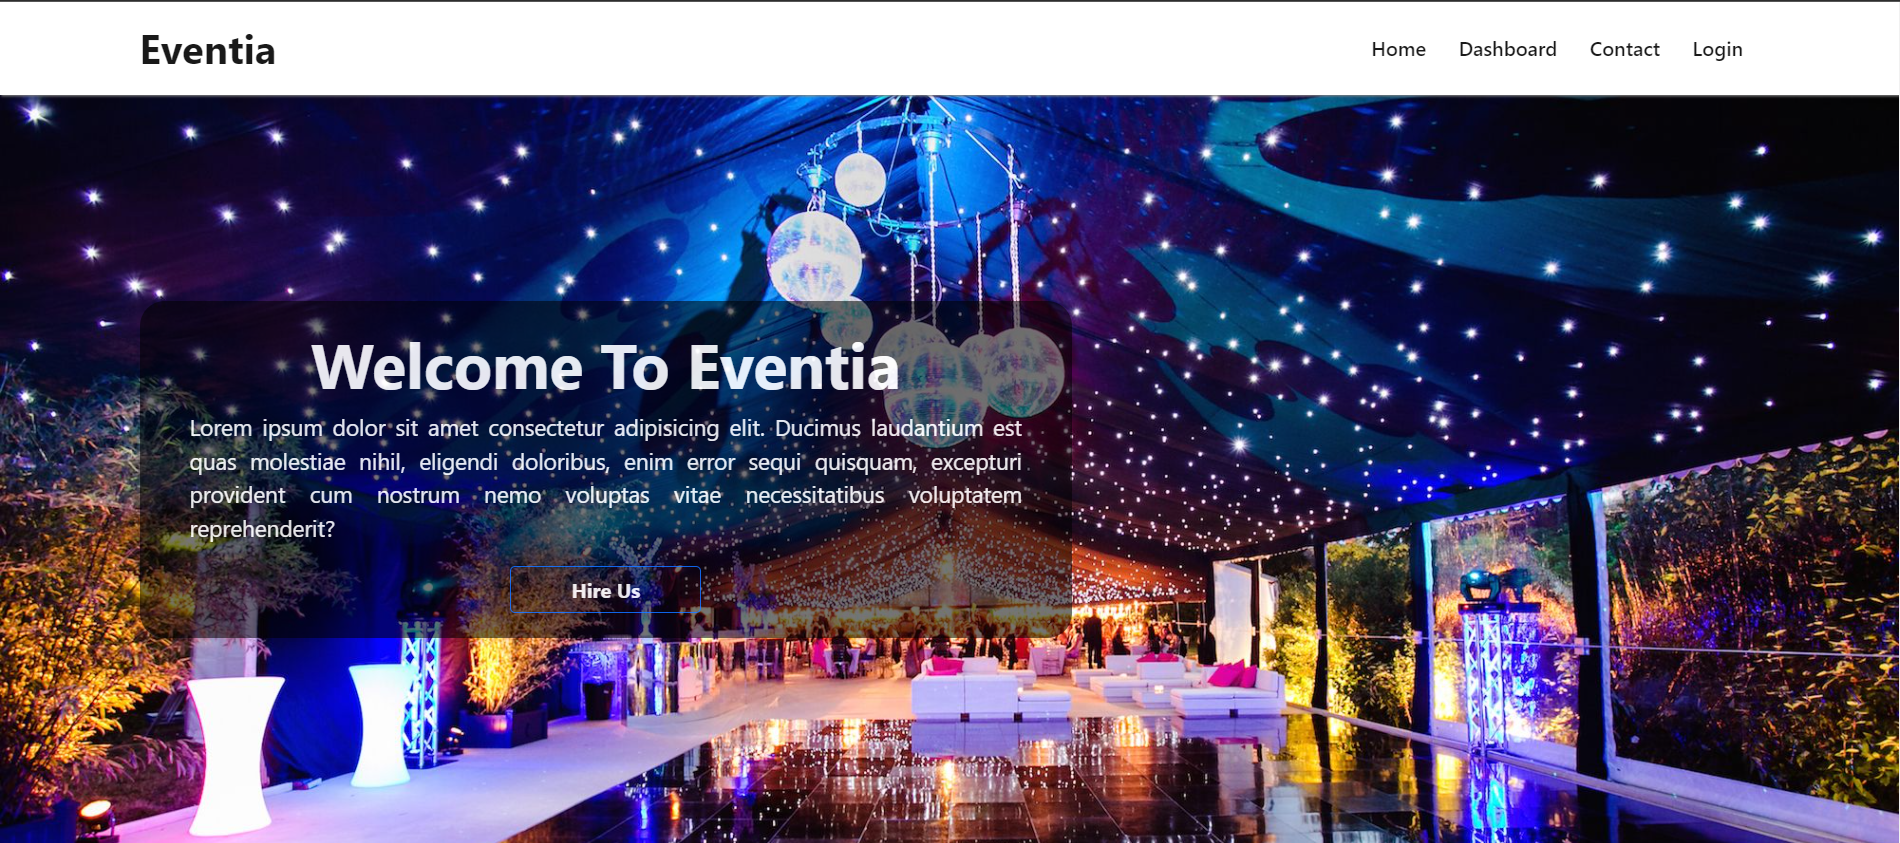 Eventia
Home Dashboard Contact Login
Welcome To Eventia
Lorem ipsum dolor sit amet consectetur adipisicing elit. Ducimus laudantium est
quas molestiae nihil, eligendi doloribus, enim error sequi quisquam, excepturi
provident cum nostrum nemo voluptas vitae necessitatibus voluptatem
reprehenderit?
Hire Us